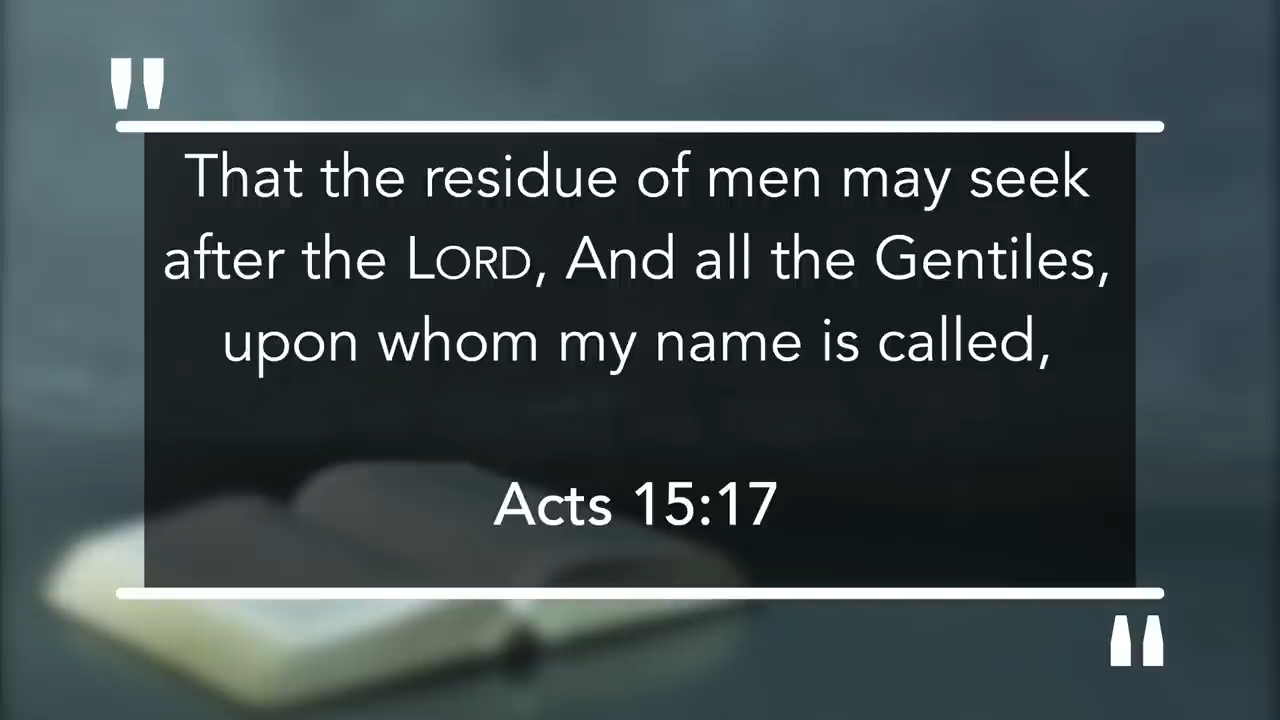 "
That the residue of men may seek
after the LORD, And all the Gentiles,
upon whom my name is called,
Acts 15:17
"